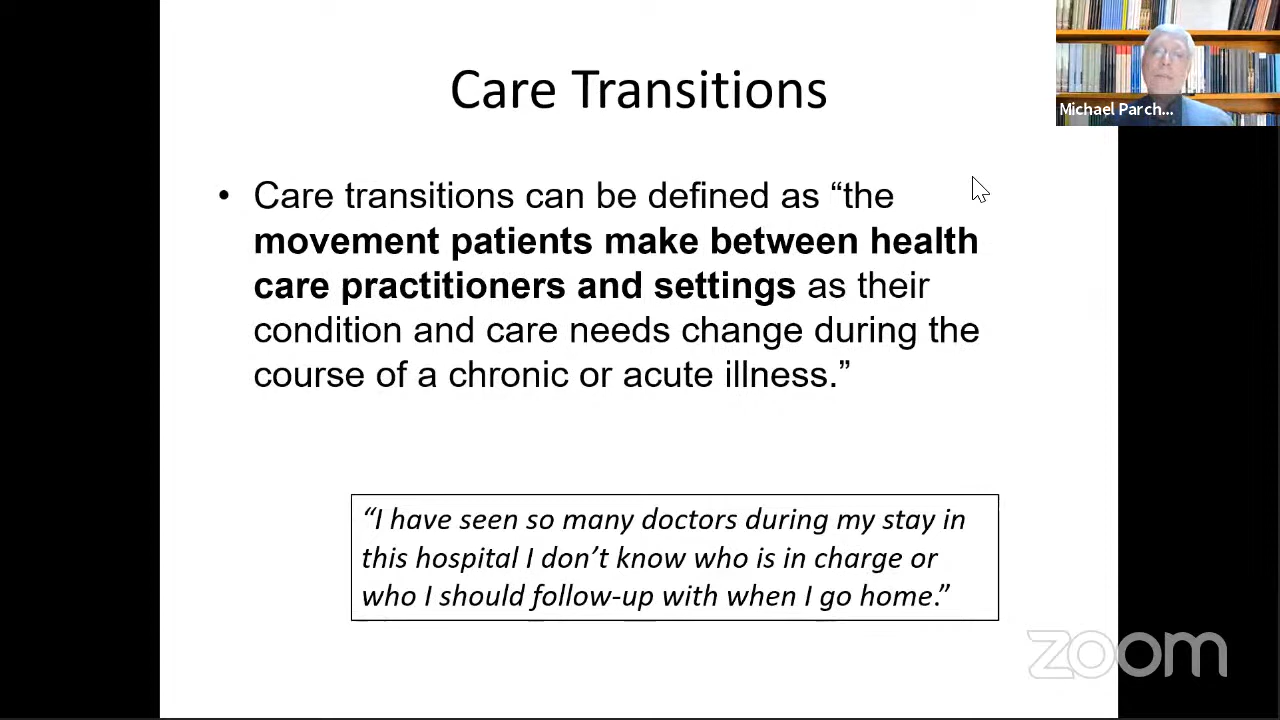 Care Transitions
Michael Parch...
• Care transitions can be defined as “the
movement patients make between health
care practitioners and settings as their
condition and care needs change during the
course of a chronic or acute illness.”
“I have seen so many doctors during my stay in
this hospital I don’t know who is in charge or
who I should follow-up with when I go home.”
zoom